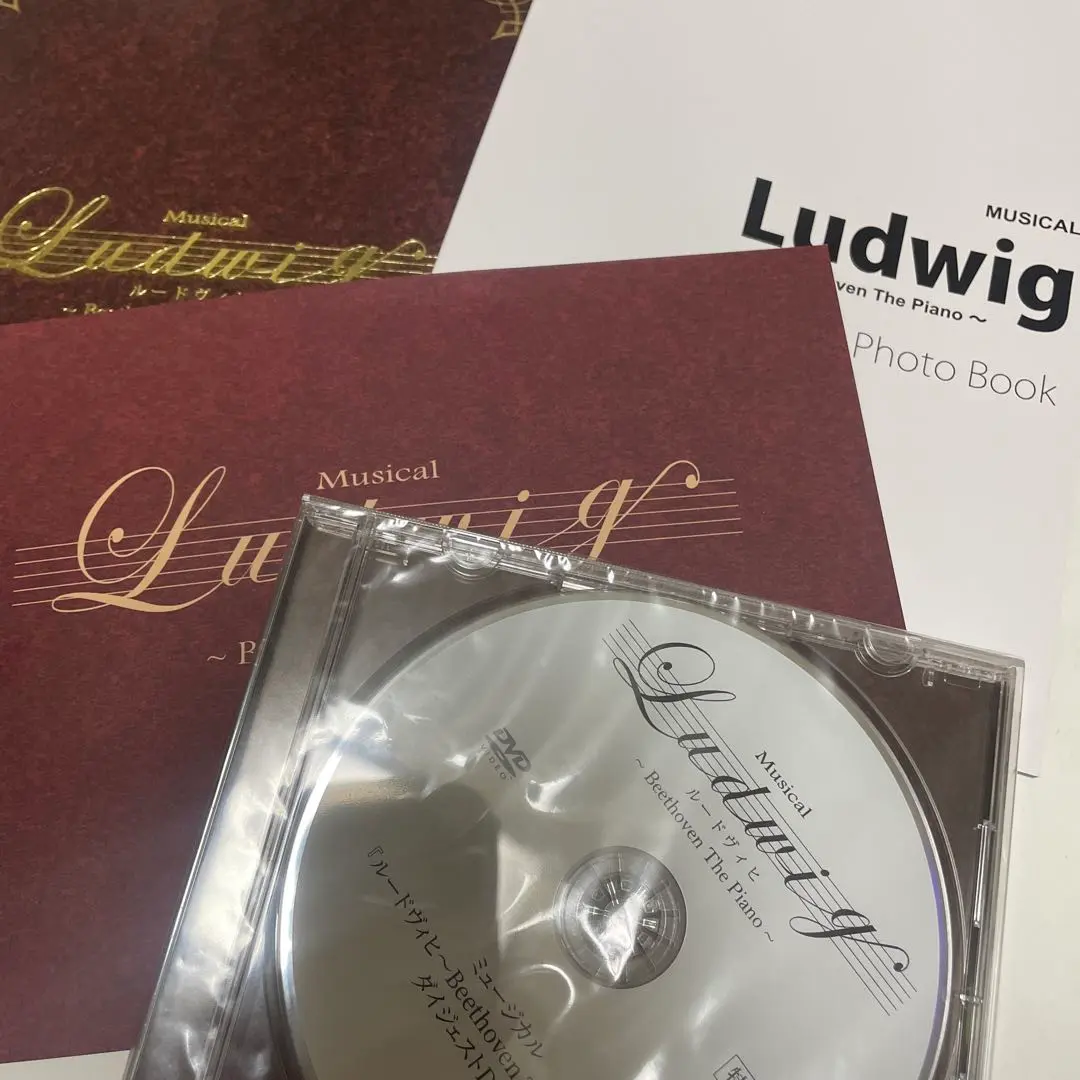 Musical
Ludwig
ルードヴィ
MUSICAL
Ludwig
ven The Piano ～
Photo Book
Musical
Ludwig
~ B
Musical
Ludwig
ルードヴィヒ
~ Beethoven The Piano ~
DVD
VIDEO
ミュージカル
『ルードヴィヒ～Beethoven
ダイジェストD
特